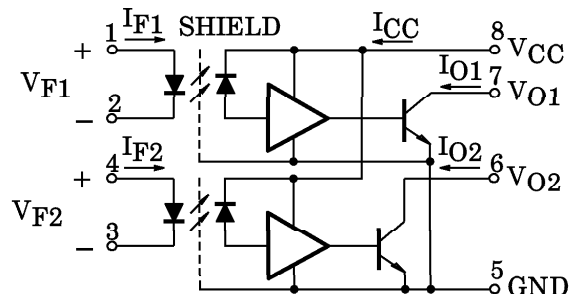 1 I_F1 SHIELD I_CC 8
+ V_CC
V_F1 I_O1 7
V_O1
2
−
4 I_F2 I_O2 6
+ V_O2
V_F2
3
− 5
GND